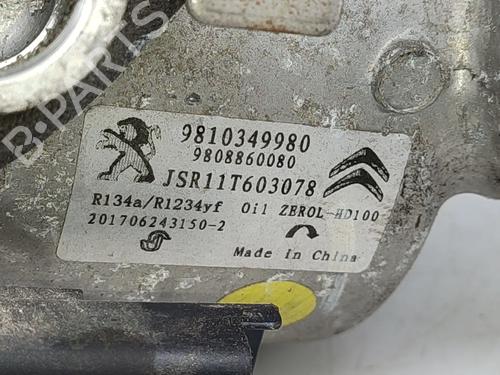 B-PARTS
9810349980
9808860080
JSR11T603078
R134a/R1234yf Oil ZEROL-HD100
201706243150-2
Made in China